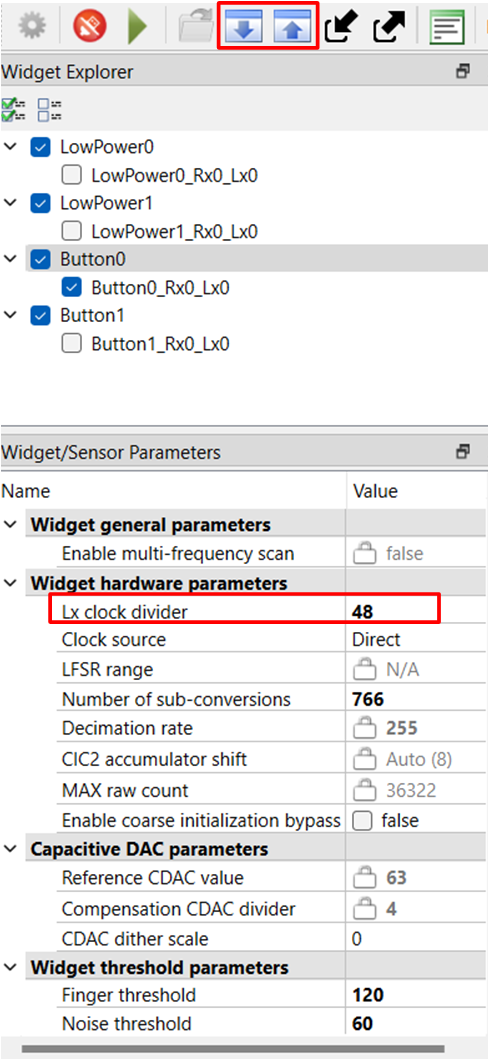 Widget Explorer
LowPower0
LowPower0_Rx0_Lx0
LowPower1
LowPower1_Rx0_Lx0
Button0
Button0_Rx0_Lx0
Button1
Button1_Rx0_Lx0
Widget/Sensor Parameters
Name Value
Widget general parameters
Enable multi-frequency scan false
Widget hardware parameters
Lx clock divider 48
Clock source Direct
LFSR range N/A
Number of sub-conversions 766
Decimation rate 255
CIC2 accumulator shift Auto (8)
MAX raw count 36322
Enable coarse initialization bypass false
Capacitive DAC parameters
Reference CDAC value 63
Compensation CDAC divider 4
CDAC dither scale 0
Widget threshold parameters
Finger threshold 120
Noise threshold 60